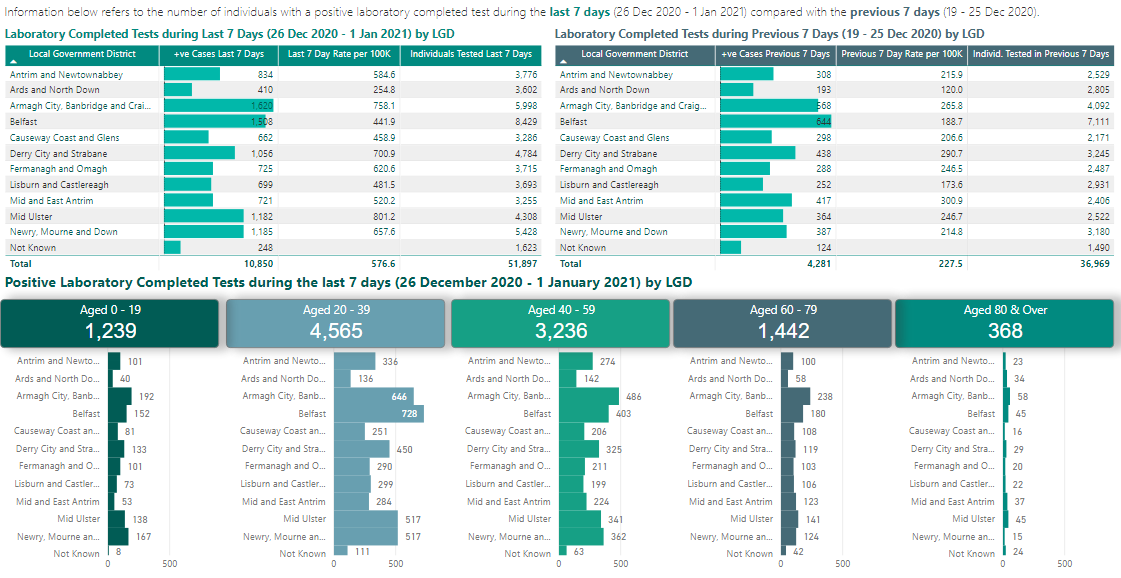 Information below refers to the number of individuals with a positive laboratory completed test during the last 7 days (26 Dec 2020 - 1 Jan 2021) compared with the previous 7 days (19 - 25 Dec 2020).
Laboratory Completed Tests during Last 7 Days (26 Dec 2020 - 1 Jan 2021) by LGD
Local Government District +ve Cases Last 7 Days Last 7 Day Rate per 100K Individuals Tested Last 7 Days
Antrim and Newtownabbey 834 584.6 3,776
Ards and North Down 410 254.8 3,602
Armagh City, Banbridge and Crai... 1,620 758.1 5,998
Belfast 1,508 441.9 8,429
Causeway Coast and Glens 662 458.9 3,286
Derry City and Strabane 1,056 700.9 4,784
Fermanagh and Omagh 725 620.6 3,715
Lisburn and Castlereagh 699 481.5 3,693
Mid and East Antrim 721 520.2 3,255
Mid Ulster 1,182 801.2 4,308
Newry, Mourne and Down 1,185 657.6 5,428
Not Known 248 1,623
Total 10,850 576.6 51,897
Laboratory Completed Tests during Previous 7 Days (19 - 25 Dec 2020) by LGD
Local Government District +ve Cases Previous 7 Days Previous 7 Day Rate per 100K Individ. Tested in Previous 7 Days
Antrim and Newtownabbey 308 215.9 2,529
Ards and North Down 193 120.0 2,805
Armagh City, Banbridge and Craig... 568 265.8 4,092
Belfast 644 188.7 7,111
Causeway Coast and Glens 298 206.6 2,171
Derry City and Strabane 438 290.7 3,245
Fermanagh and Omagh 288 246.5 2,487
Lisburn and Castlereagh 252 173.6 2,931
Mid and East Antrim 417 300.9 2,406
Mid Ulster 364 246.7 2,522
Newry, Mourne and Down 387 214.8 3,180
Not Known 124 1,490
Total 4,281 227.5 36,969
Positive Laboratory Completed Tests during the last 7 days (26 December 2020 - 1 January 2021) by LGD
Aged 0 - 19
1,239
Antrim and Newto... 101
Ards and North Do... 40
Armagh City, Banb... 192
Belfast 152
Causeway Coast an... 81
Derry City and Stra... 133
Fermanagh and O... 101
Lisburn and Castler... 73
Mid and East Antrim 53
Mid Ulster 138
Newry, Mourne an... 167
Not Known 8
0 500
Aged 20 - 39
4,565
Antrim and Newto... 336
Ards and North Do... 136
Armagh City, Banb... 646
Belfast 728
Causeway Coast an... 251
Derry City and Stra... 450
Fermanagh and O... 290
Lisburn and Castler... 299
Mid and East Antrim 284
Mid Ulster 517
Newry, Mourne an... 517
Not Known 111
0 500
Aged 40 - 59
3,236
Antrim and Newto... 274
Ards and North Do... 142
Armagh City, Banb... 486
Belfast 403
Causeway Coast an... 206
Derry City and Stra... 325
Fermanagh and O... 211
Lisburn and Castler... 199
Mid and East Antrim 224
Mid Ulster 341
Newry, Mourne an... 362
Not Known 63
0 500
Aged 60 - 79
1,442
Antrim and Newto... 100
Ards and North Do... 58
Armagh City, Banb... 238
Belfast 180
Causeway Coast an... 108
Derry City and Stra... 119
Fermanagh and O... 103
Lisburn and Castler... 106
Mid and East Antrim 123
Mid Ulster 141
Newry, Mourne an... 124
Not Known 42
0 500
Aged 80 & Over
368
Antrim and Newto... 23
Ards and North Do... 34
Armagh City, Banb... 58
Belfast 45
Causeway Coast an... 16
Derry City and Stra... 29
Fermanagh and O... 20
Lisburn and Castler... 22
Mid and East Antrim 37
Mid Ulster 45
Newry, Mourne an... 15
Not Known 24
0 500